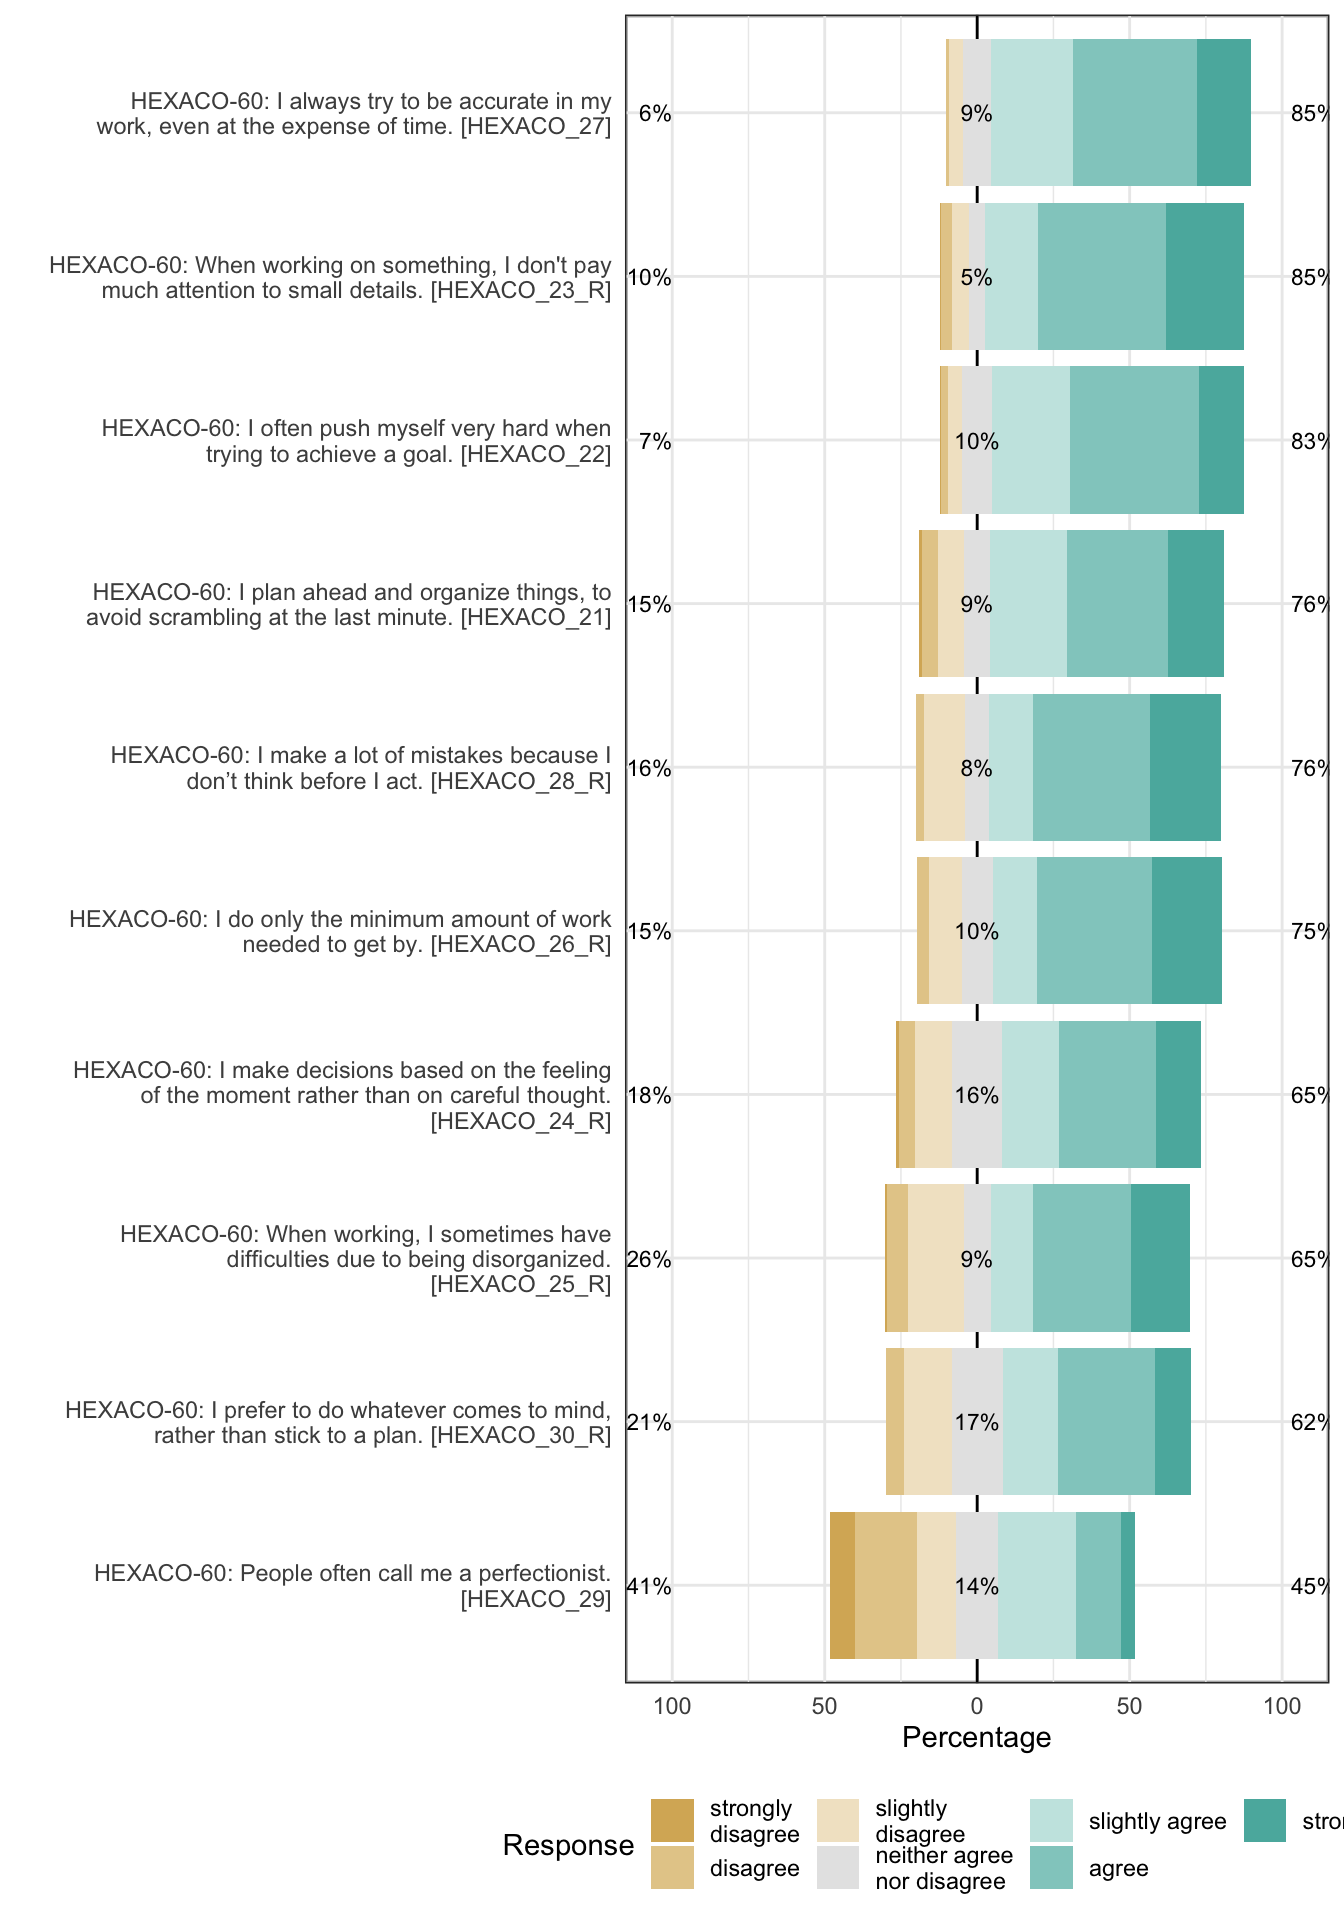 HEXACO-60: I always try to be accurate in my
work, even at the expense of time. [HEXACO_27]
6%
9%
85%
HEXACO-60: When working on something, I don't pay
much attention to small details. [HEXACO_23_R]
10%
5%
85%
HEXACO-60: I often push myself very hard when
trying to achieve a goal. [HEXACO_22]
7%
10%
83%
HEXACO-60: I plan ahead and organize things, to
avoid scrambling at the last minute. [HEXACO_21]
15%
9%
76%
HEXACO-60: I make a lot of mistakes because I
don’t think before I act. [HEXACO_28_R]
16%
8%
76%
HEXACO-60: I do only the minimum amount of work
needed to get by. [HEXACO_26_R]
15%
10%
75%
HEXACO-60: I make decisions based on the feeling
of the moment rather than on careful thought.
[HEXACO_24_R]
18%
16%
65%
HEXACO-60: When working, I sometimes have
difficulties due to being disorganized.
[HEXACO_25_R]
26%
9%
65%
HEXACO-60: I prefer to do whatever comes to mind,
rather than stick to a plan. [HEXACO_30_R]
21%
17%
62%
HEXACO-60: People often call me a perfectionist.
[HEXACO_29]
41%
14%
45%
100 50 0 50 100
Percentage
Response
strongly
disagree
disagree
slightly
disagree
neither agree
nor disagree
slightly agree
agree